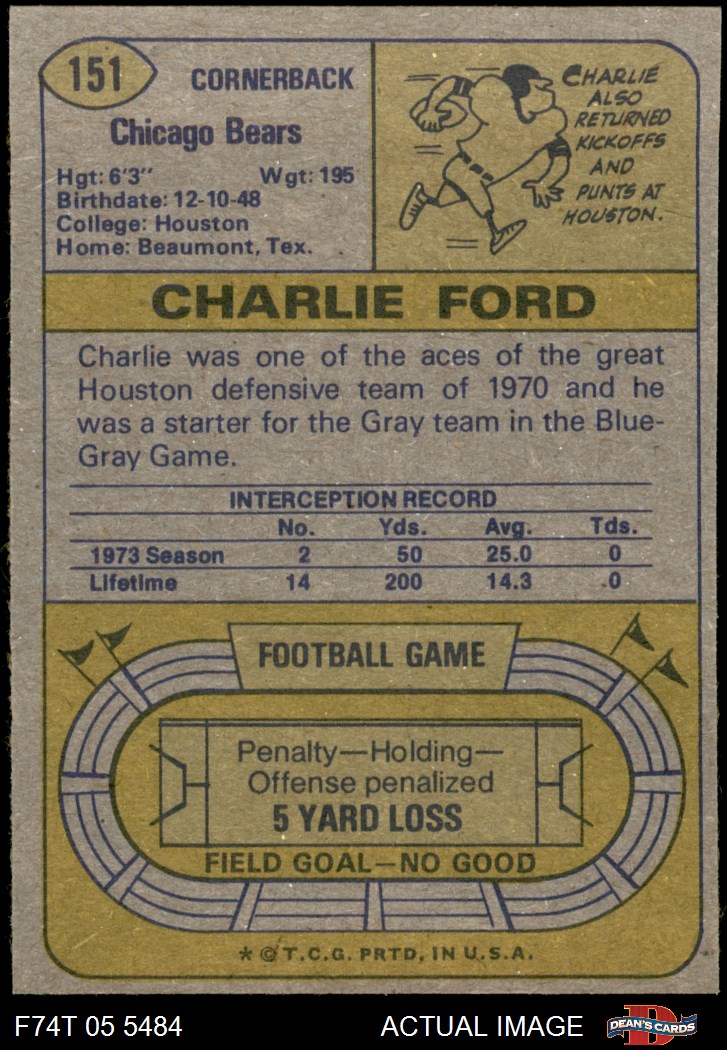 151
CORNERBACK
Chicago Bears
Hgt: 6'3" Wgt: 195
Birthdate: 12-10-48
College: Houston
Home: Beaumont, Tex.
CHARLIE
ALSO
RETURNED
KICKOFFS
AND
PUNTS AT
HOUSTON.
CHARLIE FORD
Charlie was one of the aces of the great
Houston defensive team of 1970 and he
was a starter for the Gray team in the Blue-
Gray Game.
INTERCEPTION RECORD
No. Yds. Avg. Tds.
1973 Season 2 50 25.0 0
Lifetime 14 200 14.3 0
FOOTBALL GAME
Penalty—Holding—
Offense penalized
5 YARD LOSS
FIELD GOAL—NO GOOD
* © T.C.G. PRTD. IN U.S.A.
F74T 05 5484 ACTUAL IMAGE DEAN'S CARDS